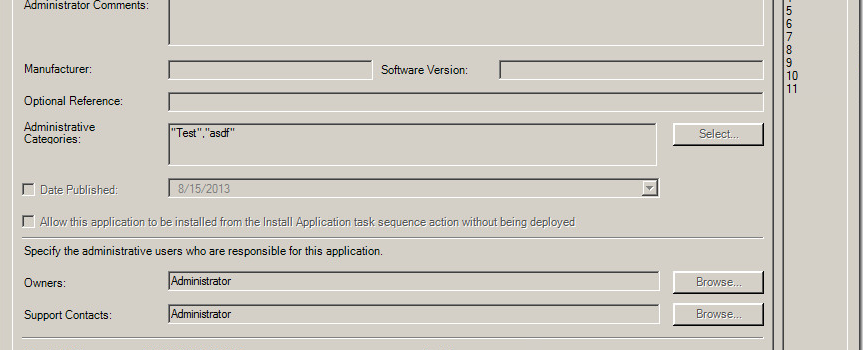 Administrator Comments:
5
6
7
8
9
10
11
Manufacturer:
Software Version:
Optional Reference:
Administrative
Categories:
"Test","asdf"
Select...
Date Published:
8/15/2013
Allow this application to be installed from the Install Application task sequence action without being deployed
Specify the administrative users who are responsible for this application.
Owners:
Administrator
Browse...
Support Contacts:
Administrator
Browse...